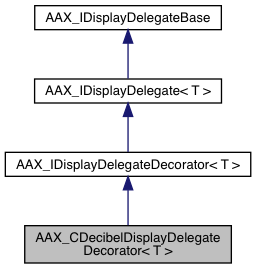 AAX_IDisplayDelegateBase
AAX_IDisplayDelegate< T >
AAX_IDisplayDelegateDecorator< T >
AAX_CDecibelDisplayDelegate
Decorator< T >